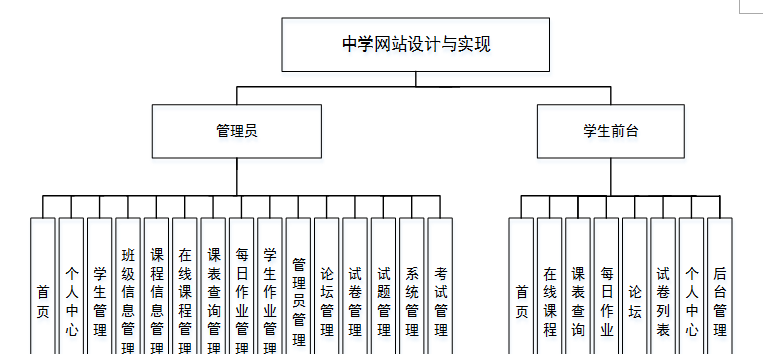 中学网站设计与实现
管理员
学生前台
首页
个人中心
学生管理
班级信息管理
课程信息管理
在线课程管理
课表查询管理
每日作业管理
学生作业管理
管理员管理
论坛管理
试卷管理
试题管理
系统管理
考试管理
首页
在线课程
课表查询
每日作业
论坛
试卷列表
个人中心
后台管理